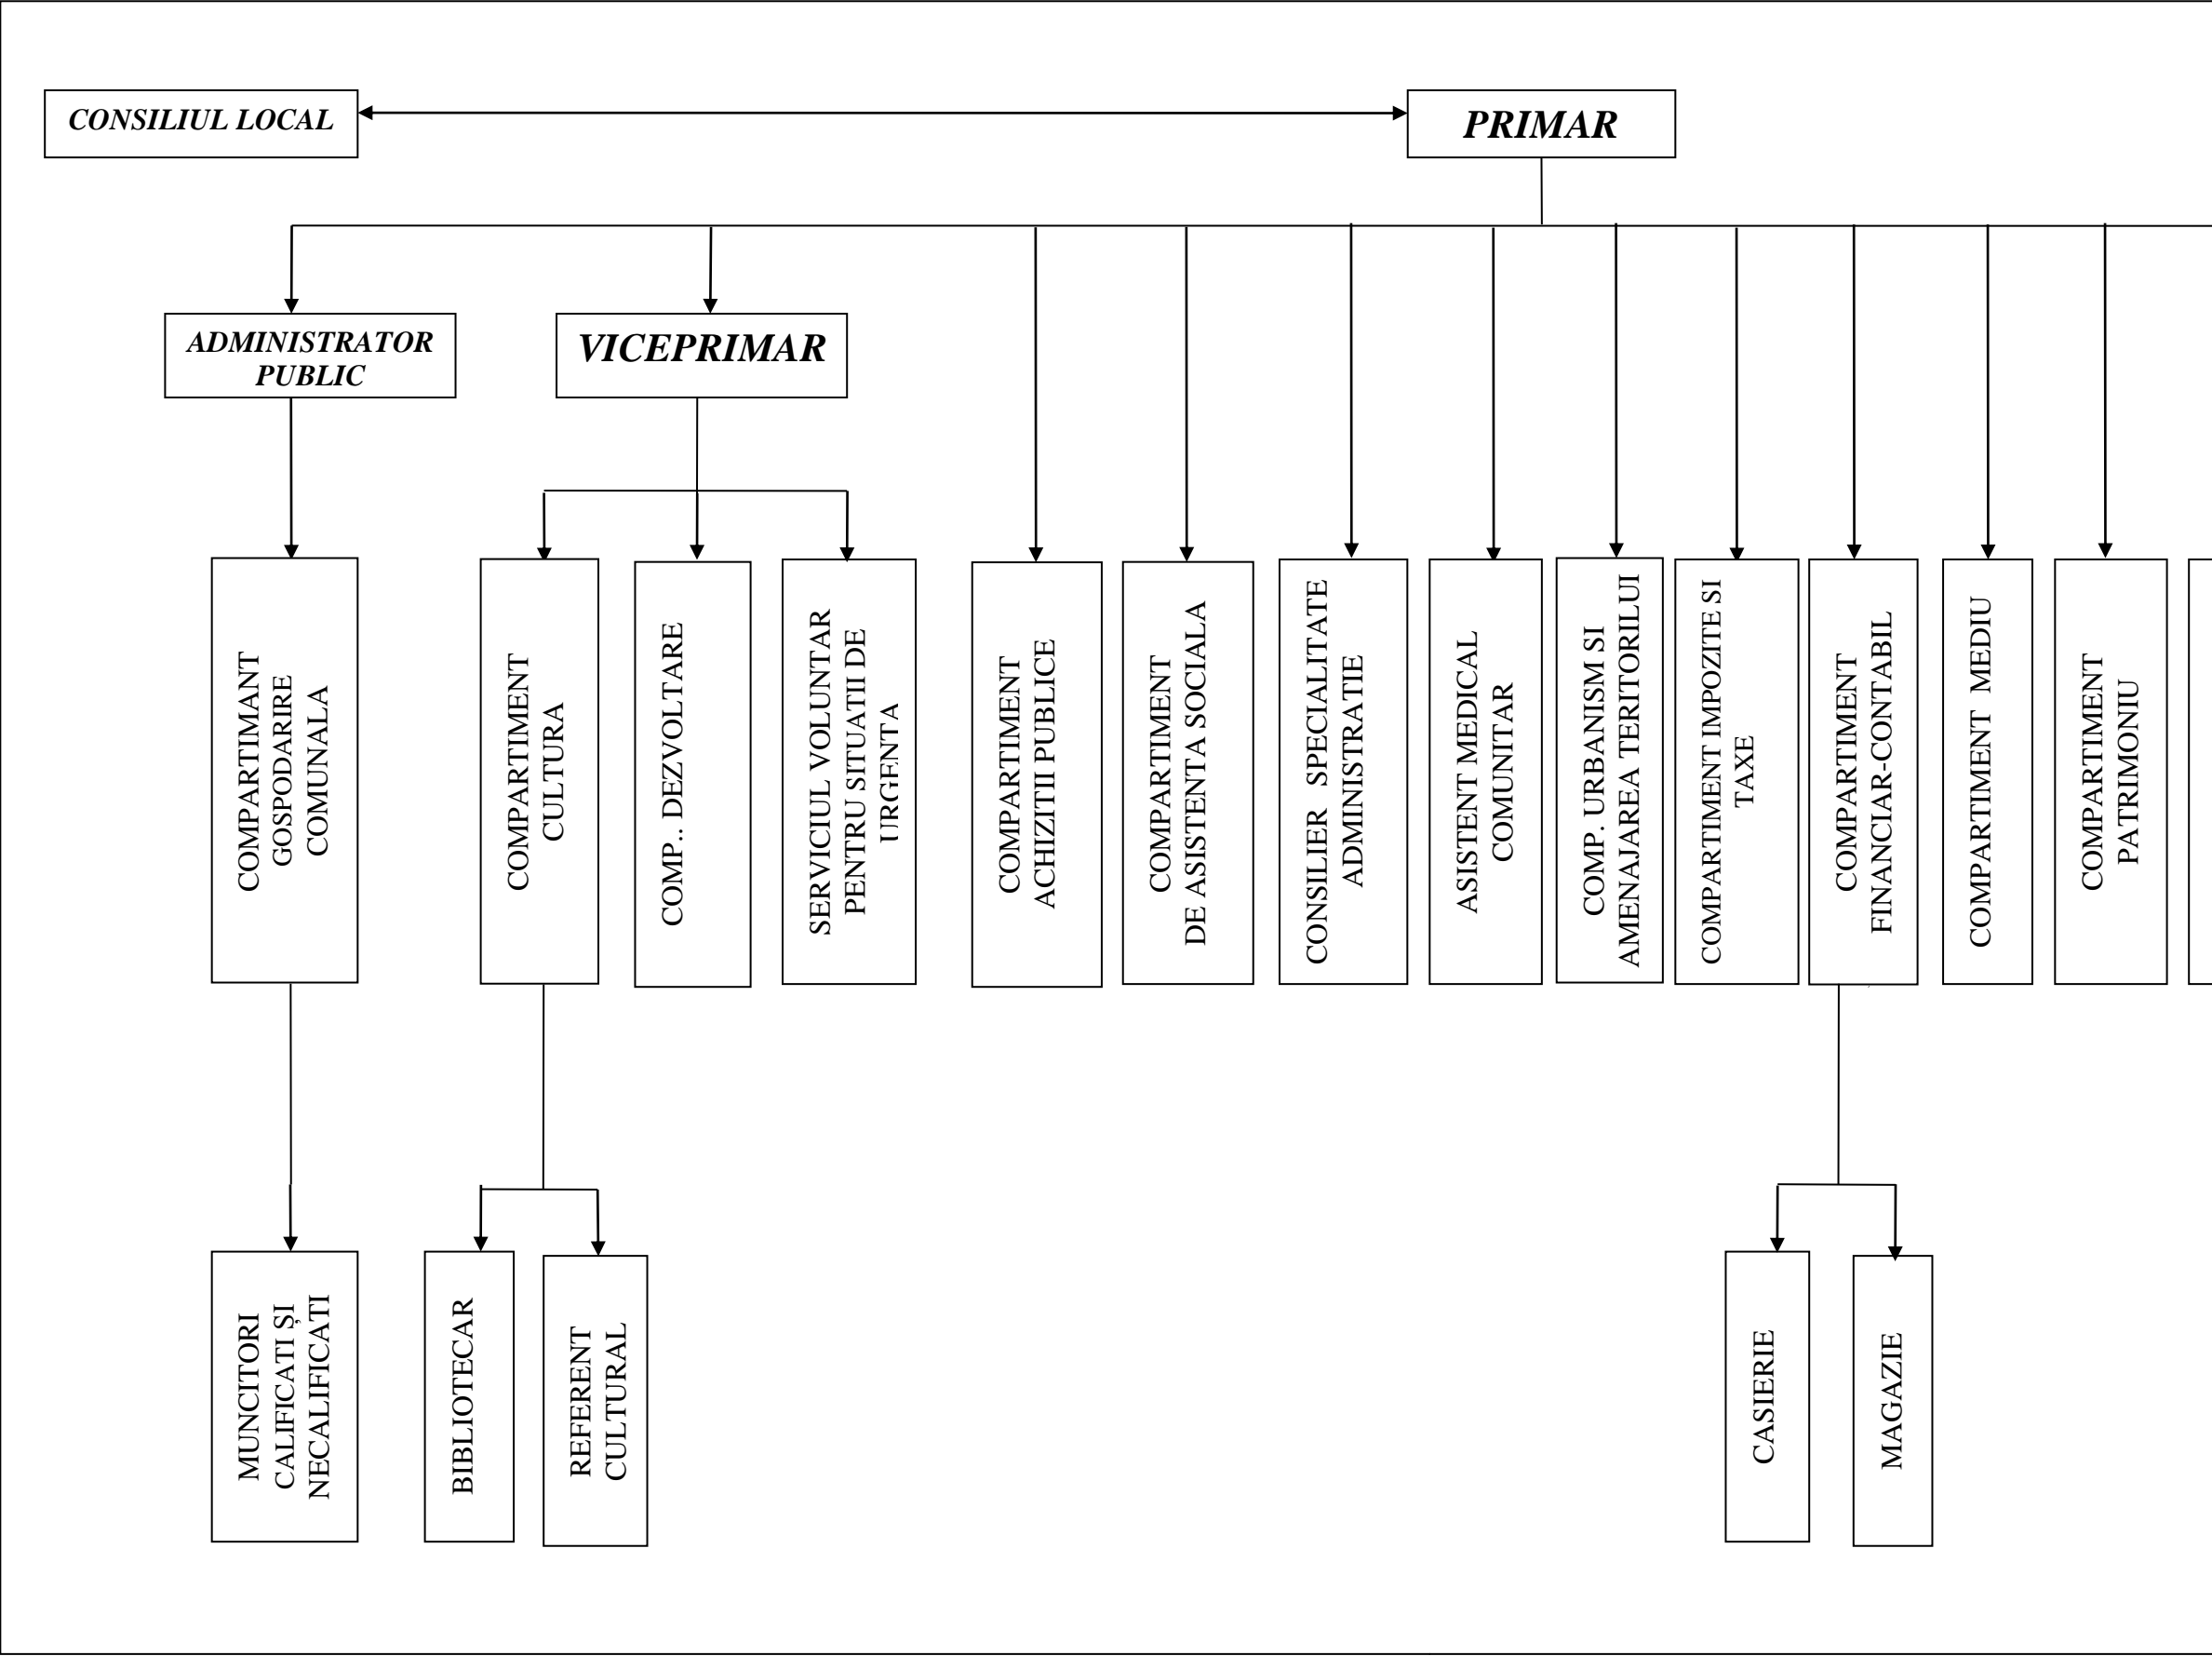 CONSILIUL LOCAL
PRIMAR
ADMINISTRATOR
PUBLIC
VICEPRIMAR
COMPARTIMANT
GOSPODARIRE
COMUNALA
COMPARTIMENT
CULTURA
COMP.. DEZVOLTARE
SERVICIUL VOLUNTAR
PENTRU SITUATII DE
URGENTA
COMPARTIMENT
ACHIZITII PUBLICE
COMPARTIMENT
DE ASISTENTA SOCIALA
CONSILIER SPECIALITATE
ADMINISTRATIE
ASISTENT MEDICAL
COMUNITAR
COMP. URBANISM SI
AMENAJAREA TERITORILUI
COMPARTIMENT IMPOZITE SI
TAXE
COMPARTIMENT
FINANCIAR-CONTABIL
COMPARTIMENT MEDIU
COMPARTIMENT
PATRIMONIU
MUNCITORI
CALIFICATI ȘI
NECALIFICATI
BIBLIOTECAR
REFERENT
CULTURAL
CASIERIE
MAGAZIE